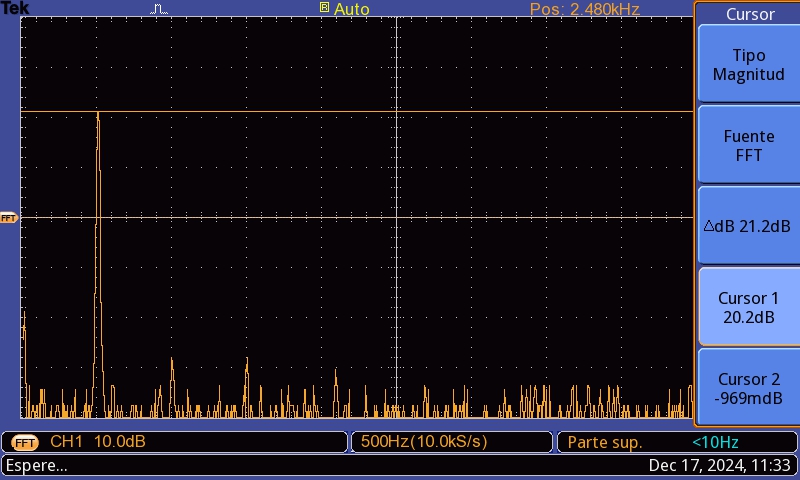 Tek
R Auto
Pos: 2.480kHz
Cursor
Tipo
Magnitud
Fuente
FFT
△dB 21.2dB
Cursor 1
20.2dB
Cursor 2
-969mdB
FFT
FFT CH1 10.0dB
500Hz(10.0kS/s)
Parte sup.
<10Hz
Espere...
Dec 17, 2024, 11:33